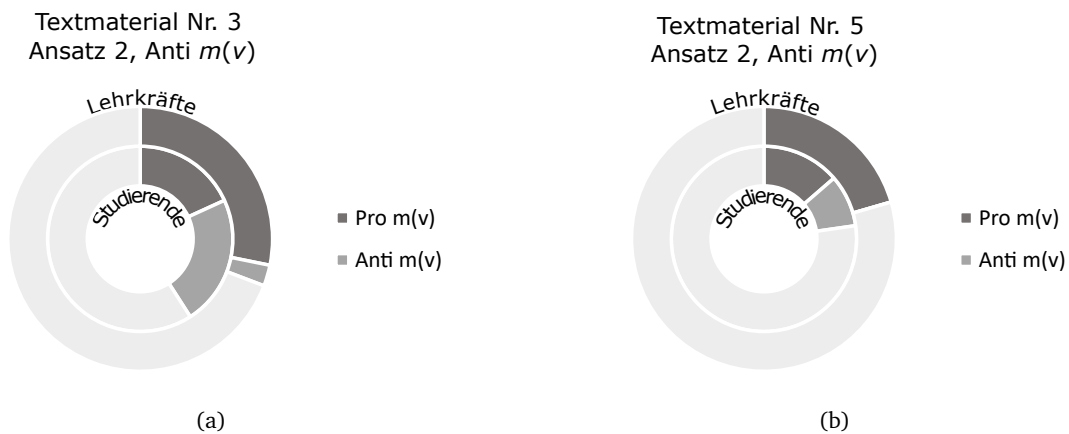 Textmaterial Nr. 3
Ansatz 2, Anti m(v)
Lehrkräfte
Studierende
Pro m(v)
Anti m(v)
(a)
Textmaterial Nr. 5
Ansatz 2, Anti m(v)
Lehrkräfte
Studierende
Pro m(v)
Anti m(v)
(b)